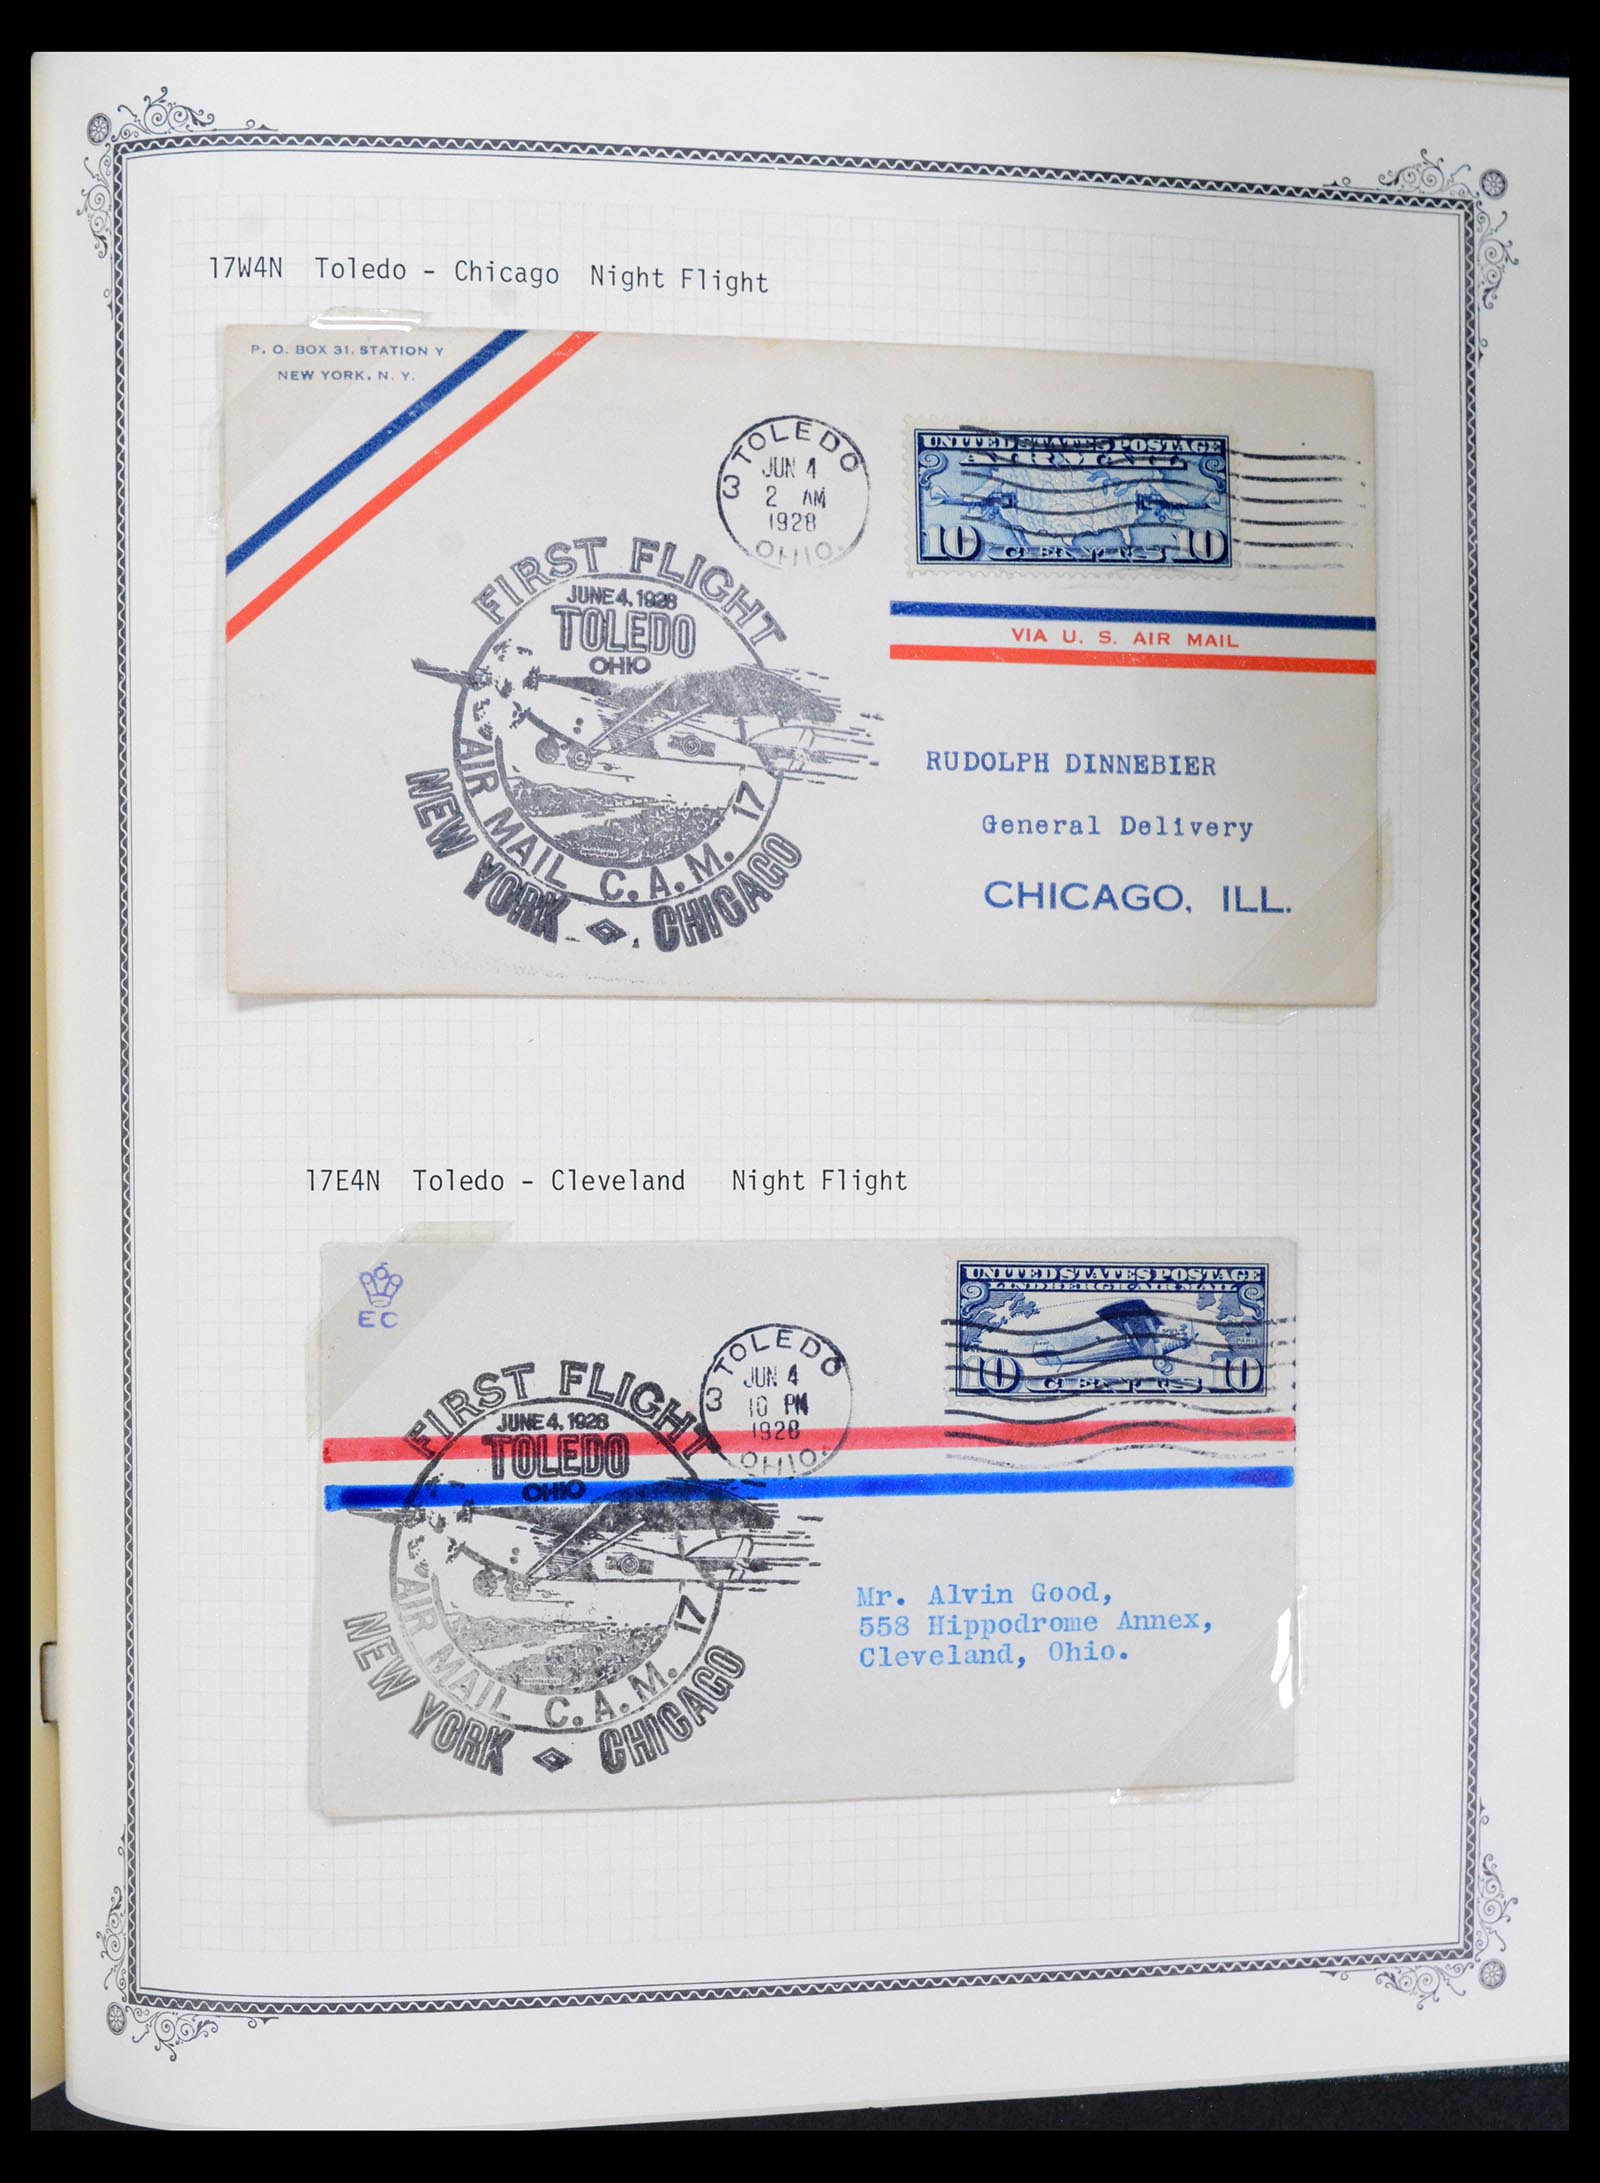 17W4N Toledo - Chicago Night Flight
P. O. BOX 31, STATION Y
NEW YORK, N. Y.
TOLEDO
3
JUN 4
2 AM
1928
OHIO.
UNITED STATES POSTAGE
AIR MAIL
10 CENTS 10
FIRST FLIGHT
JUNE 4, 1928
TOLEDO
OHIO
AIR MAIL C.A.M. 17
NEW YORK CHICAGO
VIA U. S. AIR MAIL
RUDOLPH DINNEBIER
General Delivery
CHICAGO, ILL.
17E4N Toledo - Cleveland Night Flight
EC
TOLEDO
3
JUN 4
10 PM
1928
OHIO.
UNITED STATES POSTAGE
LINDBERGH AIR MAIL
PARIS
10 CENTS 10
FIRST FLIGHT
JUNE 4, 1928
TOLEDO
OHIO
AIR MAIL C.A.M. 17
NEW YORK CHICAGO
Mr. Alvin Good,
558 Hippodrome Annex,
Cleveland, Ohio.